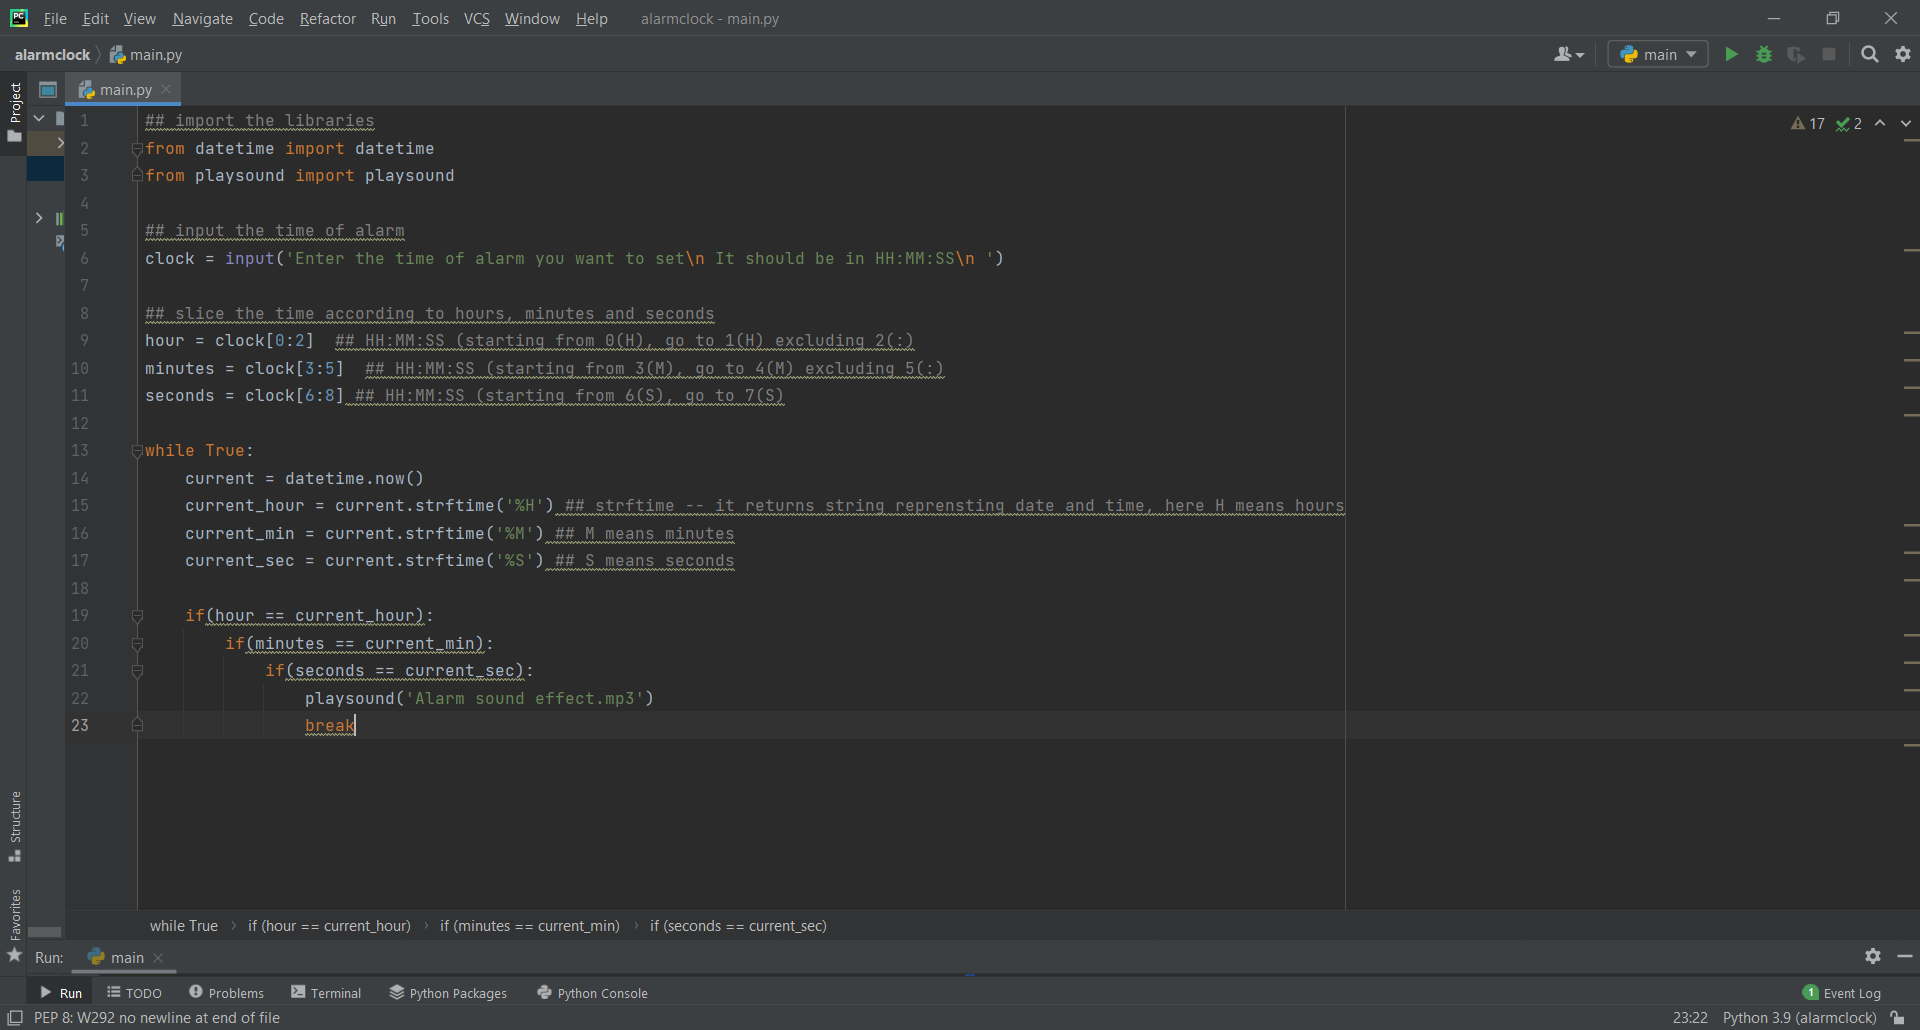 File Edit View Navigate Code Refactor Run Tools VCS Window Help alarmclock - main.py
alarmclock main.py main
Project main.py
17 2
1 ## import the libraries
2 from datetime import datetime
3 from playsound import playsound
4
5 ## input the time of alarm
6 clock = input('Enter the time of alarm you want to set\n It should be in HH:MM:SS\n ')
7
8 ## slice the time according to hours, minutes and seconds
9 hour = clock[0:2]  ## HH:MM:SS (starting from 0(H), go to 1(H) excluding 2(:)
10 minutes = clock[3:5]  ## HH:MM:SS (starting from 3(M), go to 4(M) excluding 5(:)
11 seconds = clock[6:8] ## HH:MM:SS (starting from 6(S), go to 7(S)
12
13 while True:
14     current = datetime.now()
15     current_hour = current.strftime('%H') ## strftime -- it returns string reprensting date and time, here H means hours
16     current_min = current.strftime('%M') ## M means minutes
17     current_sec = current.strftime('%S') ## S means seconds
18
19     if(hour == current_hour):
20         if(minutes == current_min):
21             if(seconds == current_sec):
22                 playsound('Alarm sound effect.mp3')
23                 break
Structure
Favorites
while True if (hour == current_hour) if (minutes == current_min) if (seconds == current_sec)
Run: main
Run TODO Problems Terminal Python Packages Python Console 1 Event Log
PEP 8: W292 no newline at end of file 23:22 Python 3.9 (alarmclock)